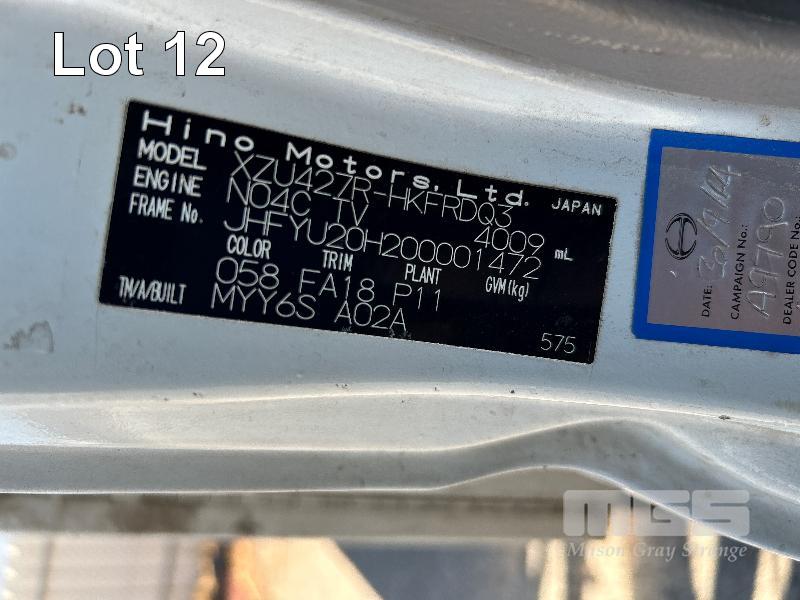 Lot 12
Hino Motors, Ltd. JAPAN
MODEL XZU427R-HKFRDQ3
ENGINE N04C TV 4009 mL
FRAME No. JHFYU20H200001472
COLOR TRIM PLANT GVM(kg)
058 FA18 P11
TM/A/BUILT MYY6S A02A
575
DATE:
CAMPAIGN No.: A9790
DEALER CODE No.
MGS
Mason Gray Strange